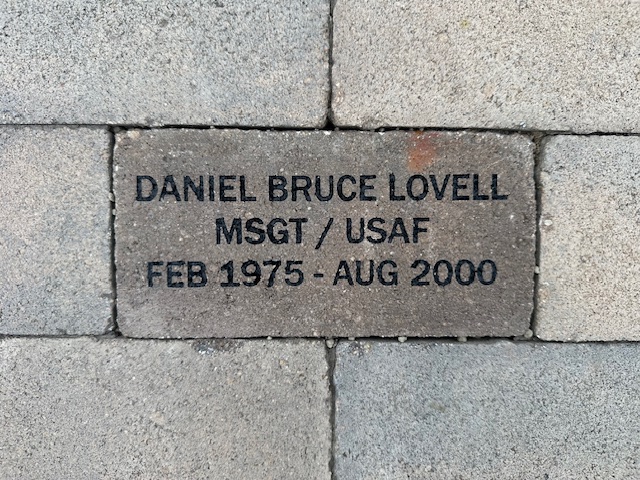 DANIEL BRUCE LOVELL
MSGT / USAF
FEB 1975 - AUG 2000